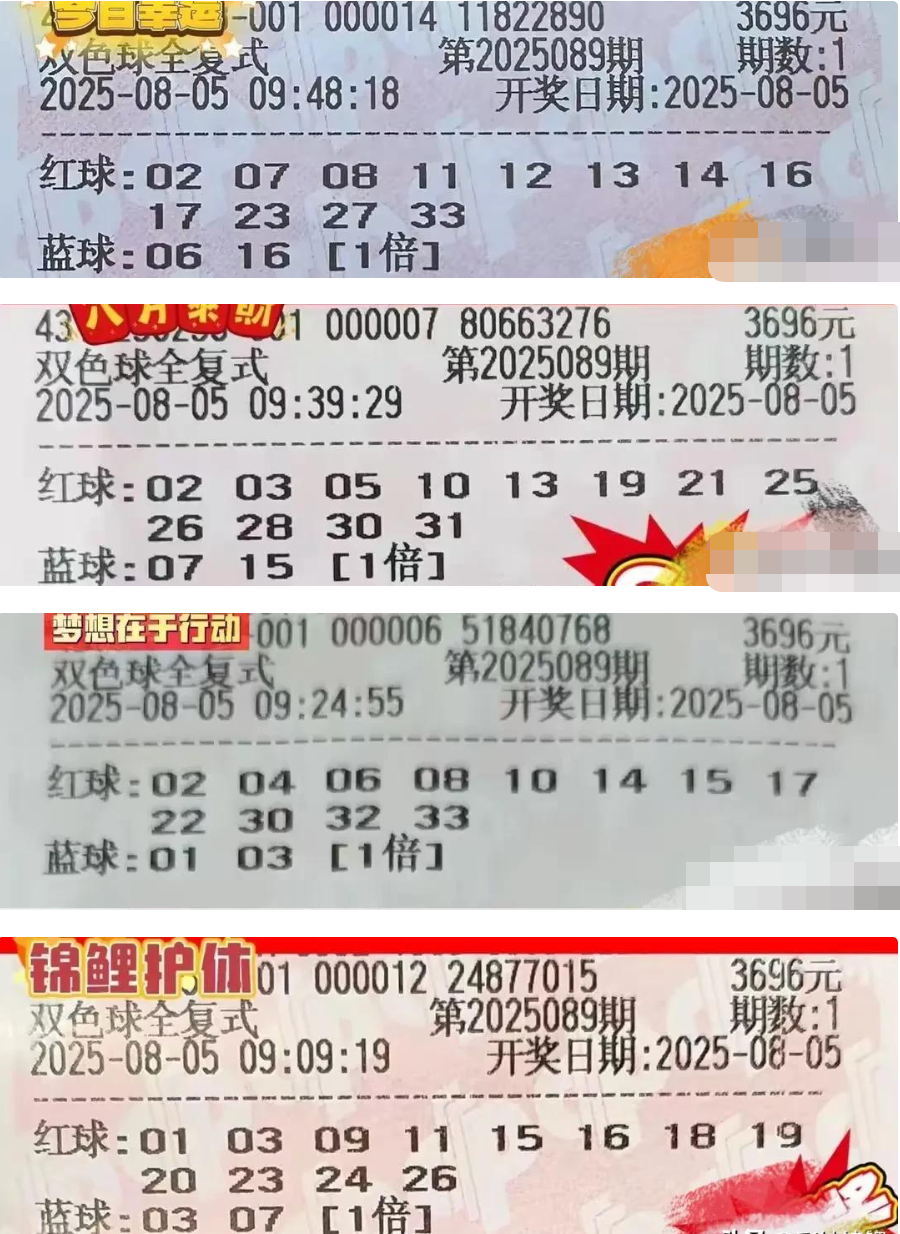 今日幸运
-001 000014 11822890 3696元
双色球全复式 第2025089期 期数:1
2025-08-05 09:48:18 开奖日期:2025-08-05
红球:02 07 08 11 12 13 14 16
17 23 27 33
蓝球:06 16 [1倍]
八月暴财
01 000007 80663276 3696元
双色球全复式 第2025089期 期数:1
2025-08-05 09:39:29 开奖日期:2025-08-05
红球:02 03 05 10 13 19 21 25
26 28 30 31
蓝球:07 15 [1倍]
梦想在于行动
-001 000006 51840768 3696元
双色球全复式 第2025089期 期数:1
2025-08-05 09:24:55 开奖日期:2025-08-05
红球:02 04 06 08 10 14 15 17
22 30 32 33
蓝球:01 03 [1倍]
锦鲤护体
01 000012 24877015 3696元
双色球全复式 第2025089期 期数:1
2025-08-05 09:09:19 开奖日期:2025-08-05
红球:01 03 09 11 15 16 18 19
20 23 24 26
蓝球:03 07 [1倍]